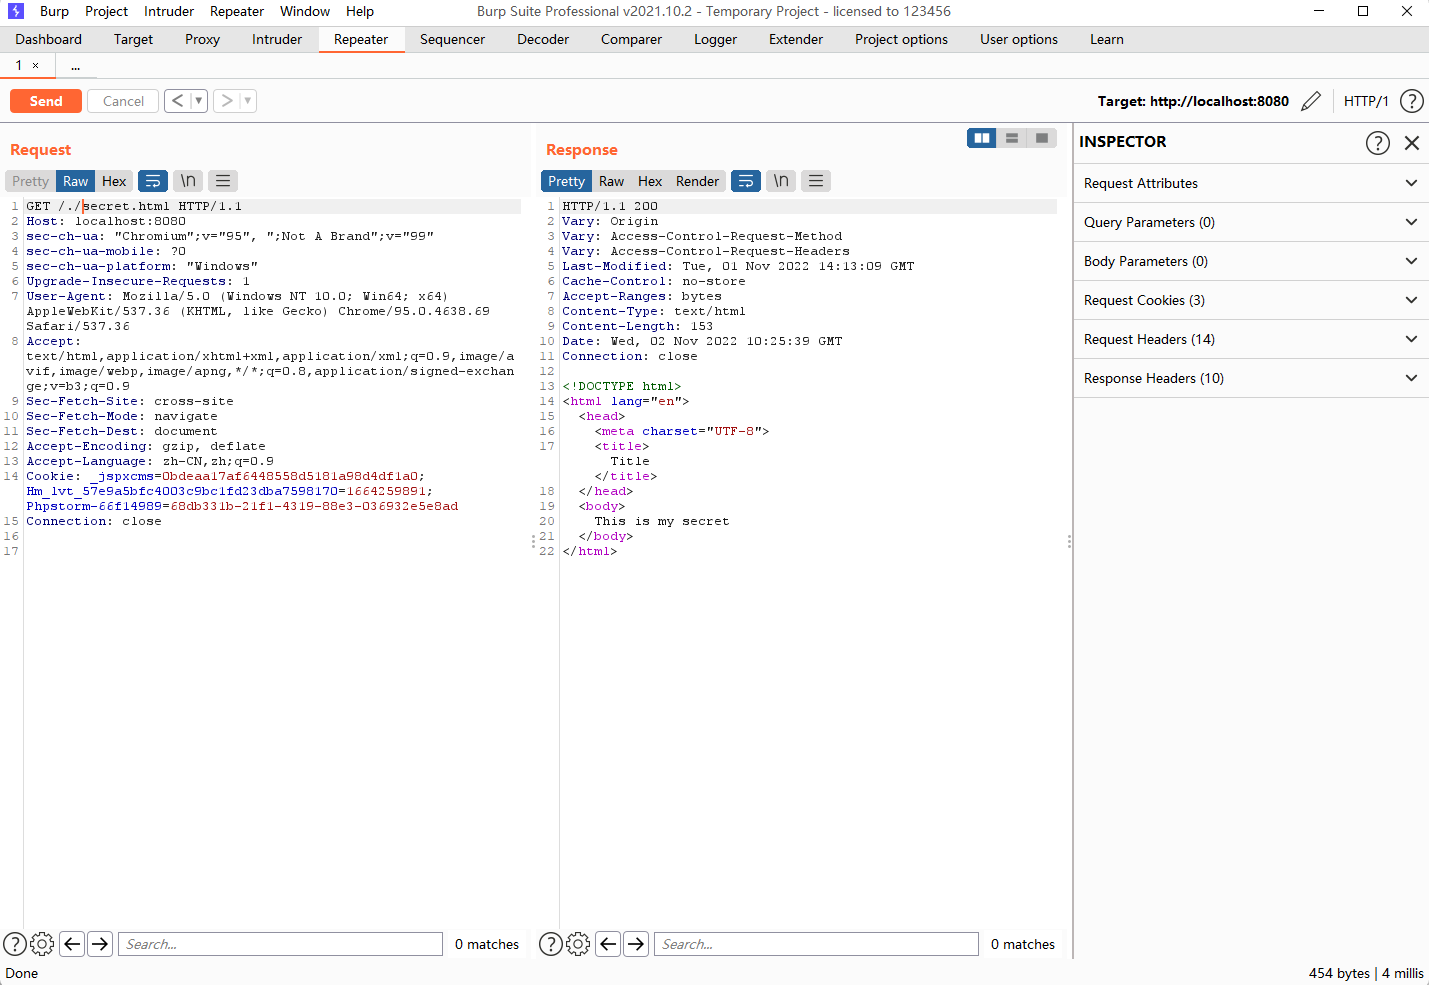 Burp Project Intruder Repeater Window Help Burp Suite Professional v2021.10.2 - Temporary Project - licensed to 123456
Dashboard Target Proxy Intruder Repeater Sequencer Decoder Comparer Logger Extender Project options User options Learn
1 × ...
Send Cancel < > Target: http://localhost:8080 HTTP/1 ?
Request
Pretty Raw Hex \n
1 GET /./secret.html HTTP/1.1
2 Host: localhost:8080
3 sec-ch-ua: "Chromium";v="95", ";Not A Brand";v="99"
4 sec-ch-ua-mobile: ?0
5 sec-ch-ua-platform: "Windows"
6 Upgrade-Insecure-Requests: 1
7 User-Agent: Mozilla/5.0 (Windows NT 10.0; Win64; x64)
AppleWebKit/537.36 (KHTML, like Gecko) Chrome/95.0.4638.69
Safari/537.36
8 Accept:
text/html,application/xhtml+xml,application/xml;q=0.9,image/a
vif,image/webp,image/apng,*/*;q=0.8,application/signed-exchan
ge;v=b3;q=0.9
9 Sec-Fetch-Site: cross-site
10 Sec-Fetch-Mode: navigate
11 Sec-Fetch-Dest: document
12 Accept-Encoding: gzip, deflate
13 Accept-Language: zh-CN,zh;q=0.9
14 Cookie: _jspxcms=0bdeaa17af6448558d5181a98d4df1a0;
Hm_lvt_57e9a5bfc4003c9bc1fd23dba7598170=1664259891;
Phpstorm-66f14989=68db331b-21f1-4319-88e3-036932e5e8ad
15 Connection: close
16
17
? Search... 0 matches
Response
Pretty Raw Hex Render \n
1 HTTP/1.1 200
2 Vary: Origin
3 Vary: Access-Control-Request-Method
4 Vary: Access-Control-Request-Headers
5 Last-Modified: Tue, 01 Nov 2022 14:13:09 GMT
6 Cache-Control: no-store
7 Accept-Ranges: bytes
8 Content-Type: text/html
9 Content-Length: 153
10 Date: Wed, 02 Nov 2022 10:25:39 GMT
11 Connection: close
12
13 <!DOCTYPE html>
14 <html lang="en">
15 <head>
16 <meta charset="UTF-8">
17 <title>
Title
</title>
18 </head>
19 <body>
20 This is my secret
21 </body>
22 </html>
? Search... 0 matches
INSPECTOR ?
Request Attributes
Query Parameters (0)
Body Parameters (0)
Request Cookies (3)
Request Headers (14)
Response Headers (10)
Done 454 bytes | 4 millis